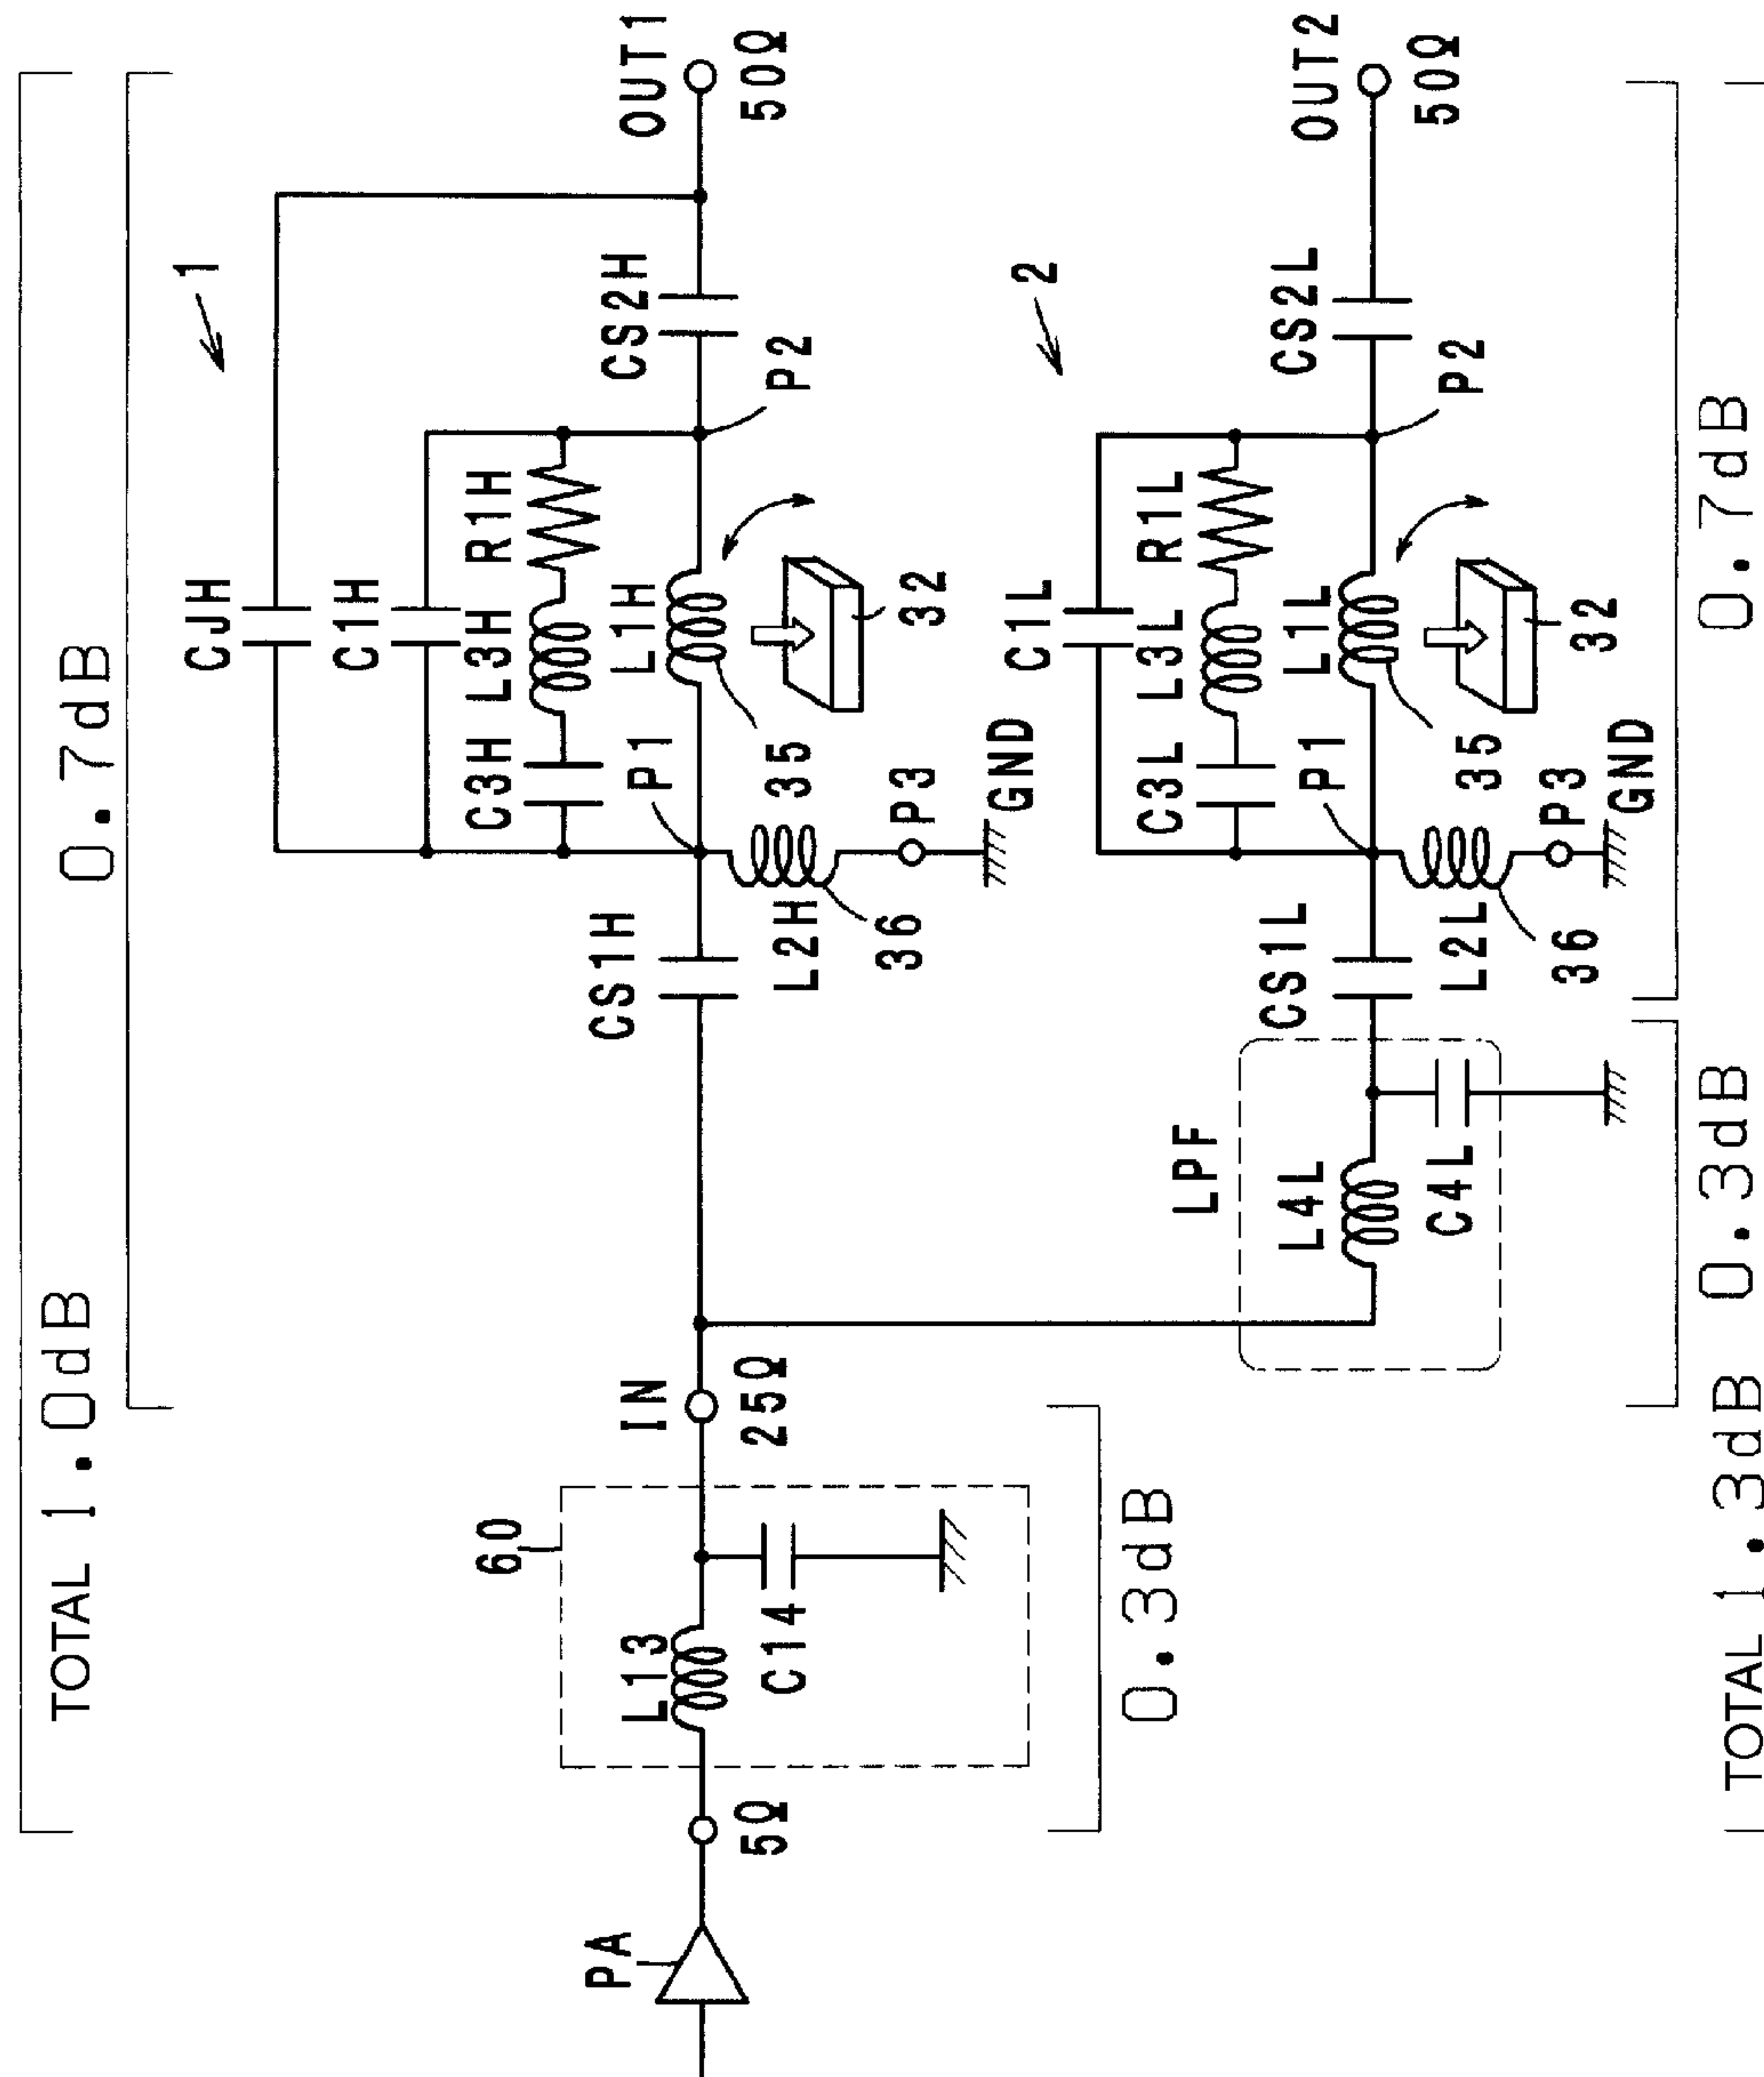 TOTAL 1.0dB
0.7dB
1
CJH
C1H
C3H L3H R1H
P1
L1H
CS2H
OUT1
50Ω
P2
35
32
CS1H
L2H
36
P3
GND
PA
5Ω
60
L13
C14
IN
25Ω
0.3dB
2
C1L
C3L L3L R1L
P1
L1L
CS2L
OUT2
50Ω
P2
35
32
LPF
L4L
C4L
CS1L
L2L
36
P3
GND
0.3dB
0.7dB
TOTAL 1.3dB